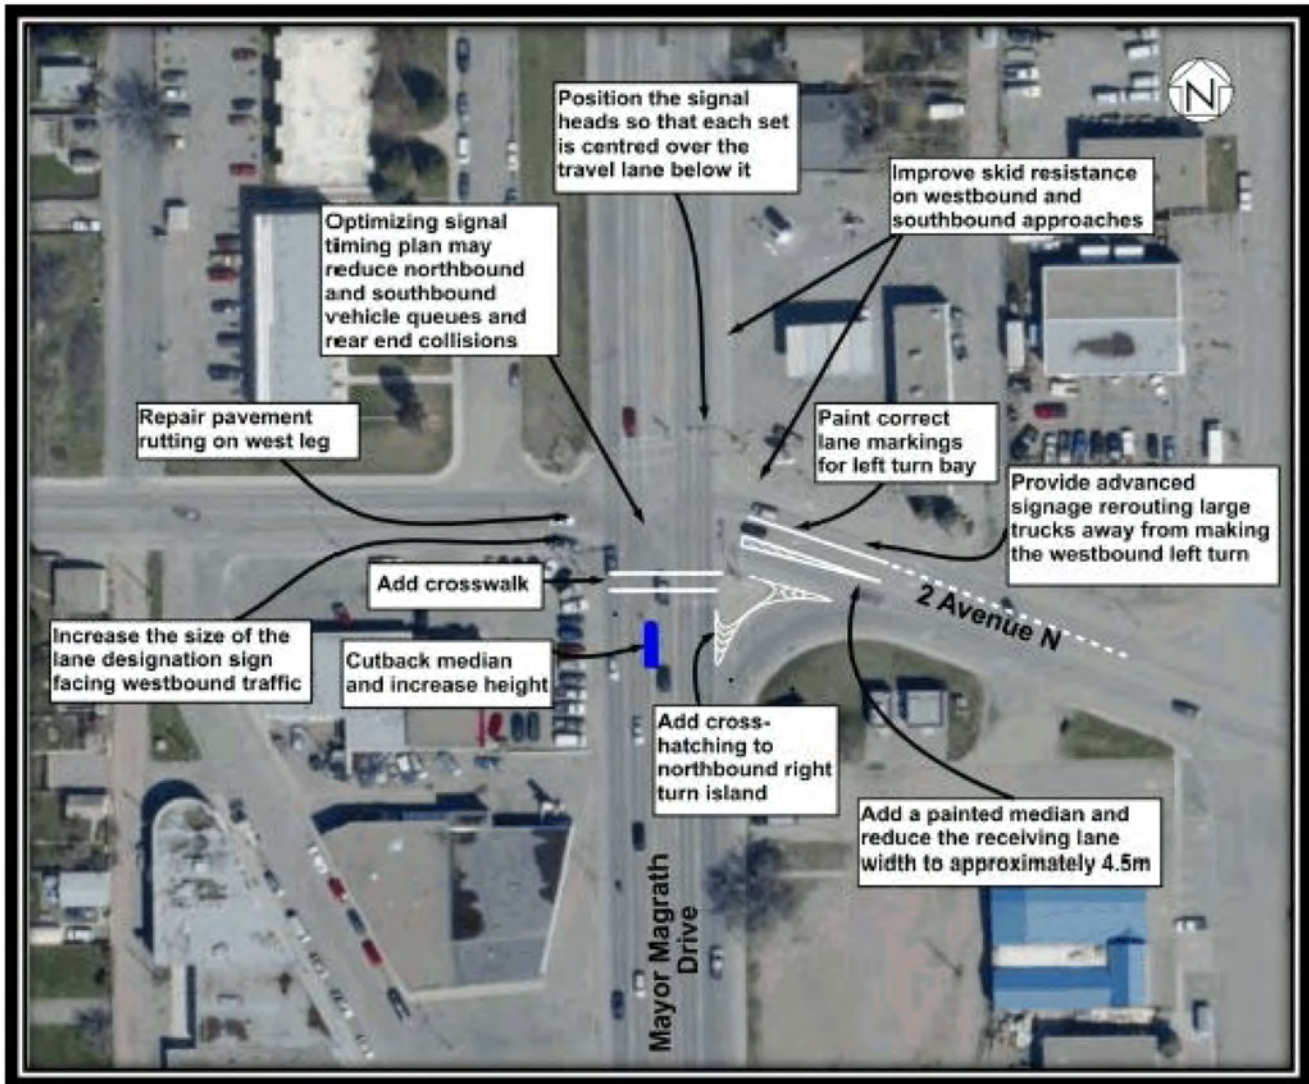 N
Position the signal
heads so that each set
is centred over the
travel lane below it
Improve skid resistance
on westbound and
southbound approaches
Optimizing signal
timing plan may
reduce northbound
and southbound
vehicle queues and
rear end collisions
Repair pavement
rutting on west leg
Paint correct
lane markings
for left turn bay
Provide advanced
signage rerouting large
trucks away from making
the westbound left turn
Add crosswalk
2 Avenue N
Increase the size of the
lane designation sign
facing westbound traffic
Cutback median
and increase height
Add cross-
hatching to
northbound right
turn island
Add a painted median and
reduce the receiving lane
width to approximately 4.5m
Mayor Magrath
Drive